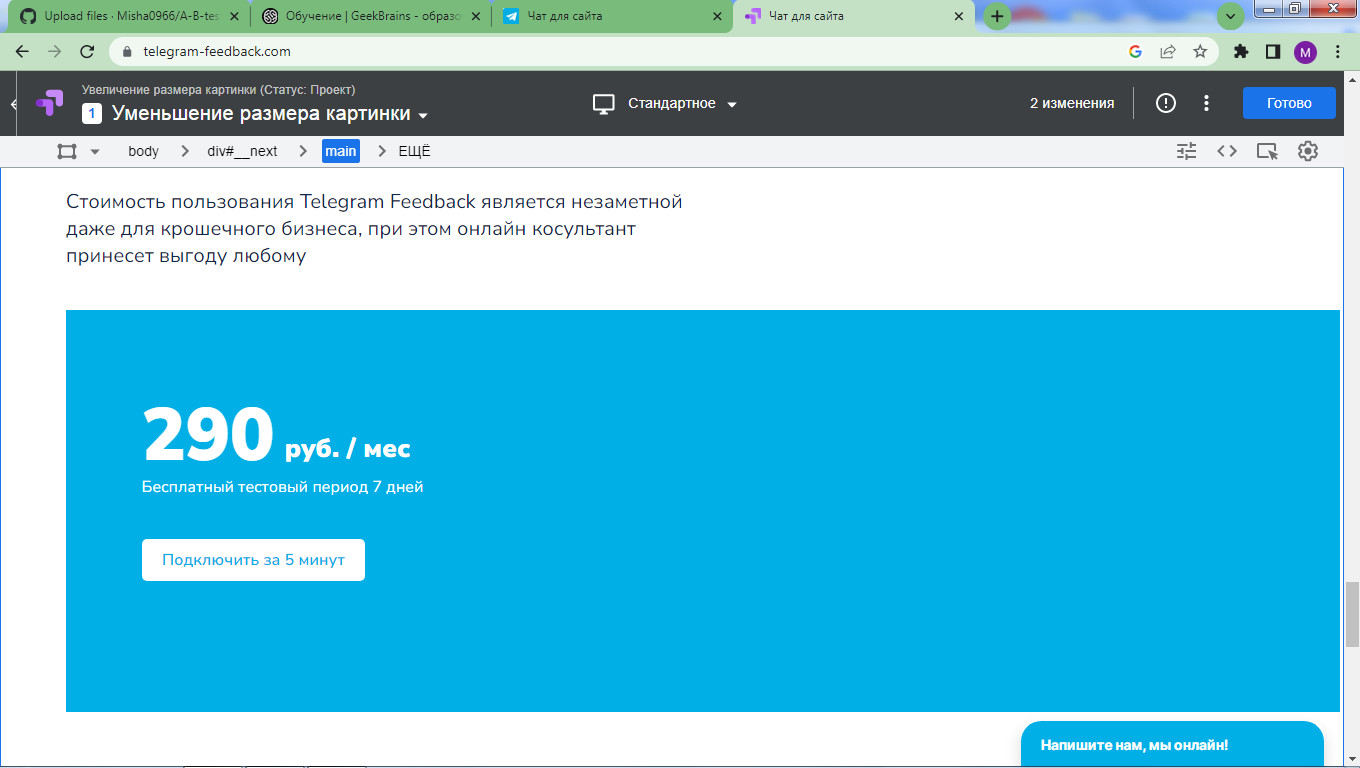 Upload files · Misha0966/A-B-tes
Обучение | GeekBrains - образо
Чат для сайта
Чат для сайта
telegram-feedback.com
M
Увеличение размера картинки (Статус: Проект)
1 Уменьшение размера картинки
Стандартное
2 изменения
Готово
body
div#__next
main
ЕЩЁ
Стоимость пользования Telegram Feedback является незаметной
даже для крошечного бизнеса, при этом онлайн косультант
принесет выгоду любому
290 руб. / мес
Бесплатный тестовый период 7 дней
Подключить за 5 минут
Напишите нам, мы онлайн!